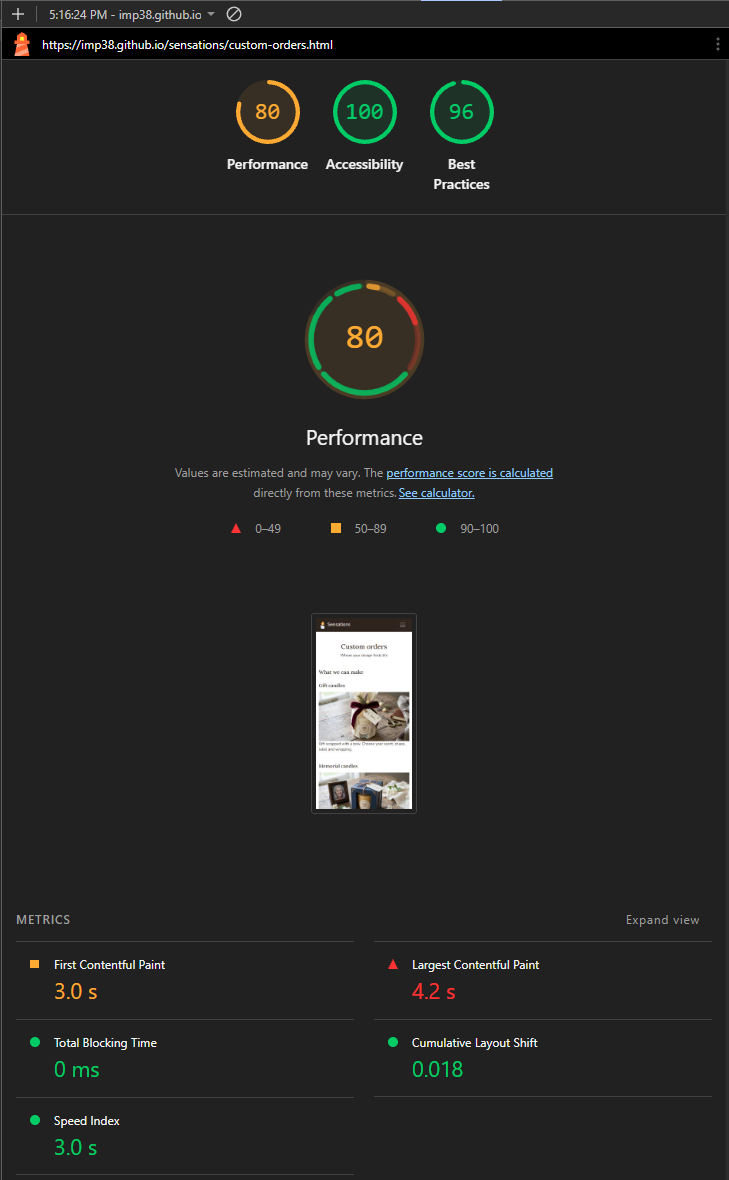 5:16:24 PM - imp38.github.io
https://imp38.github.io/sensations/custom-orders.html
80
100
96
Performance
Accessibility
Best
Practices
80
Performance
Values are estimated and may vary. The performance score is calculated
directly from these metrics. See calculator.
0–49
50–89
90–100
Sensations
Custom orders
What we can make
Gift candles
Memorial candles
METRICS
Expand view
First Contentful Paint
3.0 s
Largest Contentful Paint
4.2 s
Total Blocking Time
0 ms
Cumulative Layout Shift
0.018
Speed Index
3.0 s